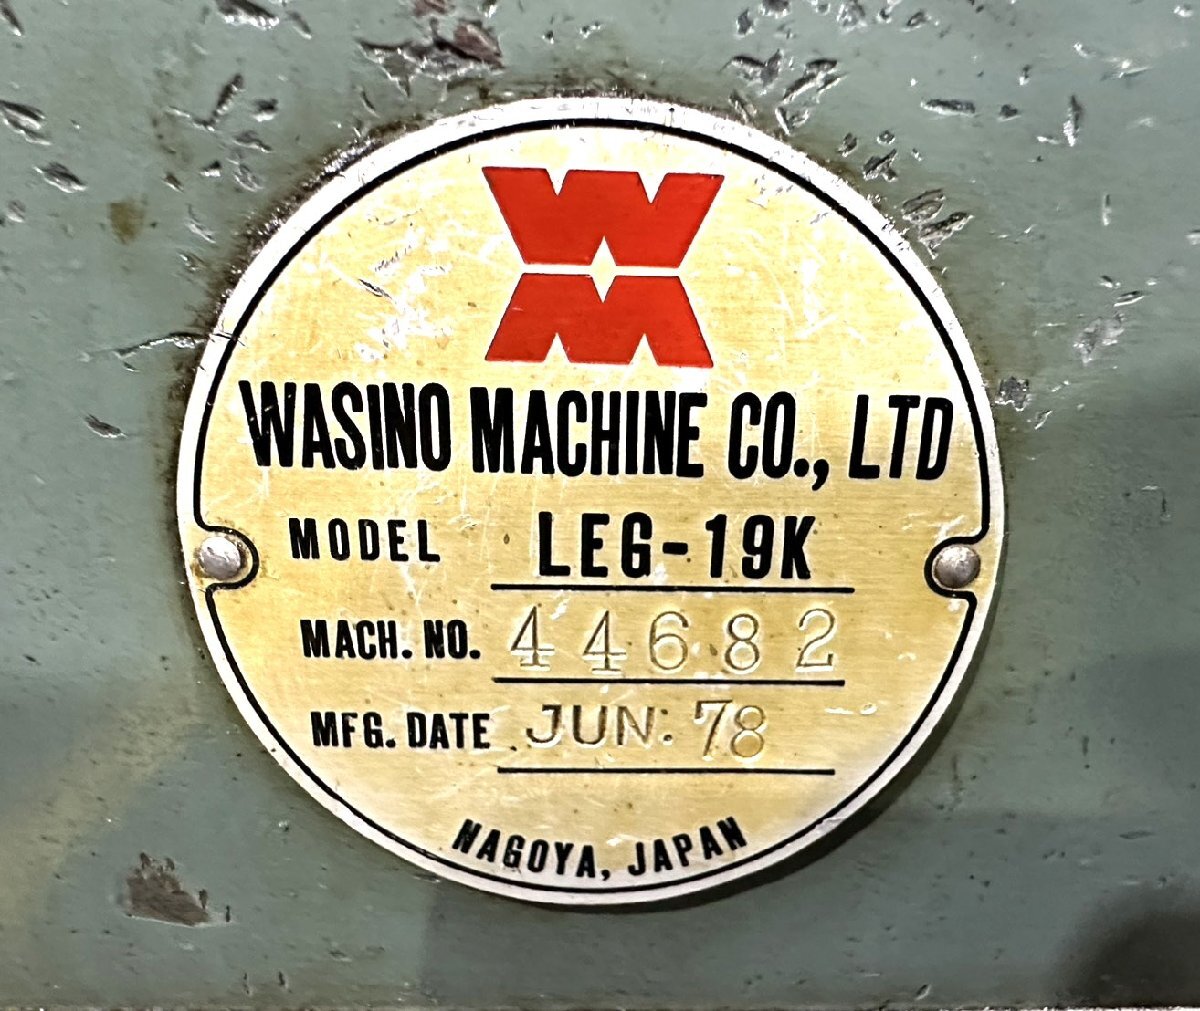 WASINO MACHINE CO., LTD
MODEL LEG-19K
MACH. NO. 44682
MFG. DATE JUN: 78
NAGOYA, JAPAN